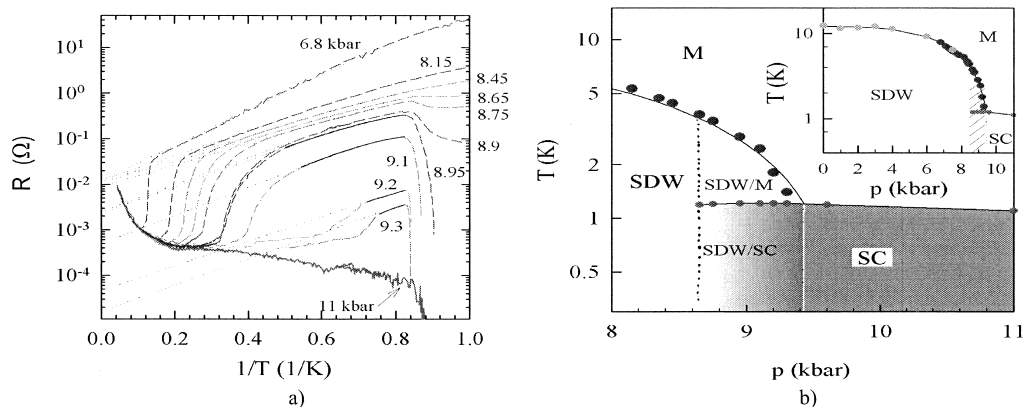 10¹
10⁰
10⁻¹
10⁻²
10⁻³
10⁻⁴
R (Ω)
0.0 0.2 0.4 0.6 0.8 1.0
1/T (1/K)
a)
6.8 kbar
8.15
8.45
8.65
8.75
8.9
8.95
9.1
9.2
9.3
11 kbar
10
5
2
1
0.5
T (K)
8 9 10 11
p (kbar)
b)
M
SDW
SDW/M
SDW/SC
SC
10
1
T (K)
0 2 4 6 8 10
p (kbar)
M
SDW
SC